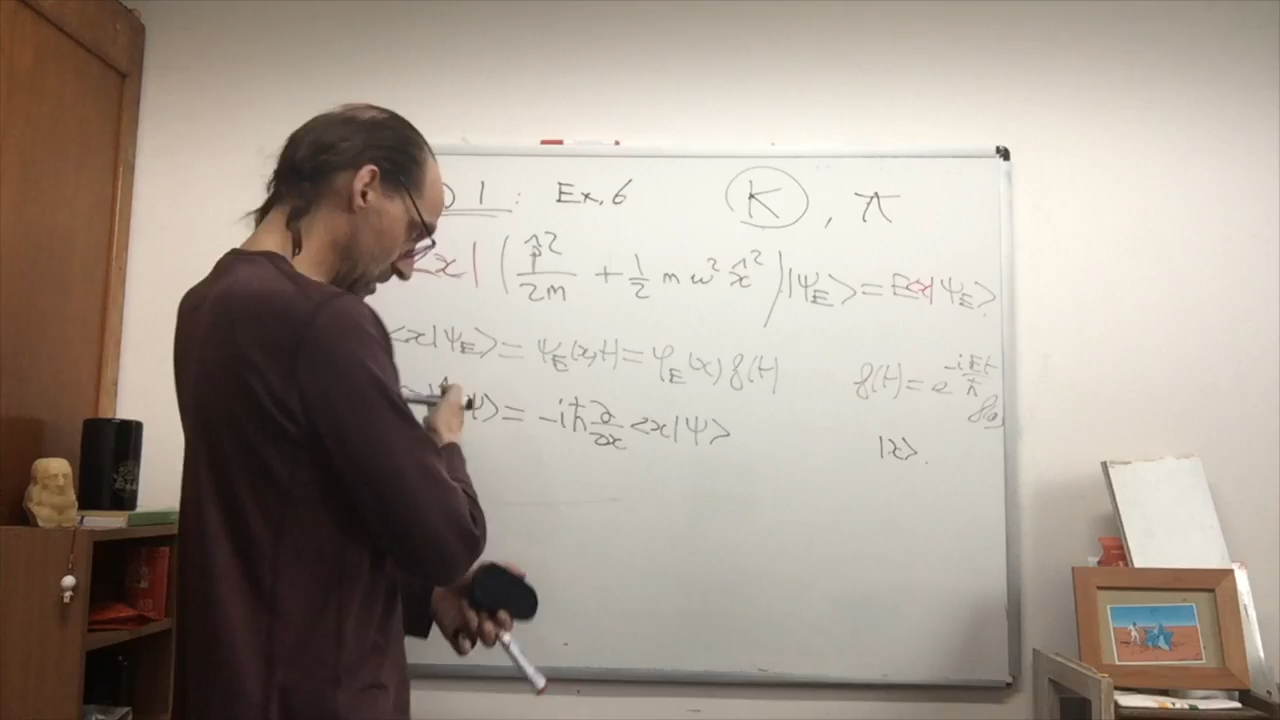 1 : Ex. 6 K , π
⟨x| ( p̂²/2m + 1/2 m ω² x̂² ) |Ψ_E⟩ = E⟨x|Ψ_E⟩
⟨x|Ψ_E⟩ = Ψ_E(x,t) = φ_E(x) f(t) f(t) = e^{-iEt/ħ} f(0)
Ψ⟩ = -iħ ∂/∂x ⟨x|Ψ⟩
|x⟩.